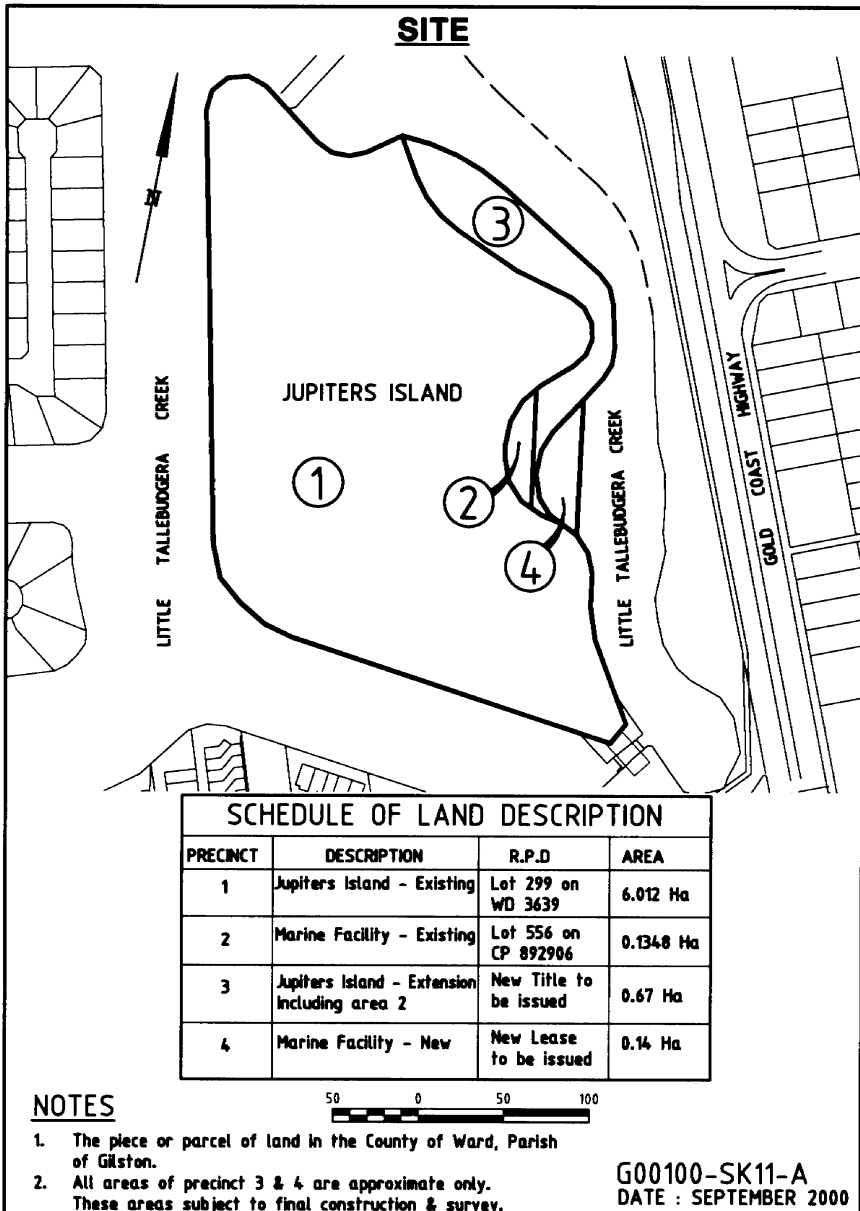 SITE
N
JUPITERS ISLAND
1
2
3
4
LITTLE TALLEBUDGERA CREEK
LITTLE TALLEBUDGERA CREEK
GOLD COAST HIGHWAY
SCHEDULE OF LAND DESCRIPTION
PRECINCT DESCRIPTION R.P.D AREA
1 Jupiters Island - Existing Lot 299 on 6.012 Ha
WD 3639
2 Marine Facility - Existing Lot 556 on 0.1348 Ha
CP 892906
3 Jupiters Island - Extension New Title to 0.67 Ha
Including area 2 be issued
4 Marine Facility - New New Lease 0.14 Ha
to be issued
50 0 50 100
NOTES
1. The piece or parcel of land in the County of Ward, Parish
of Gilston.
2. All areas of precinct 3 & 4 are approximate only.
These areas subject to final construction & survey.
G00100-SK11-A
DATE : SEPTEMBER 2000